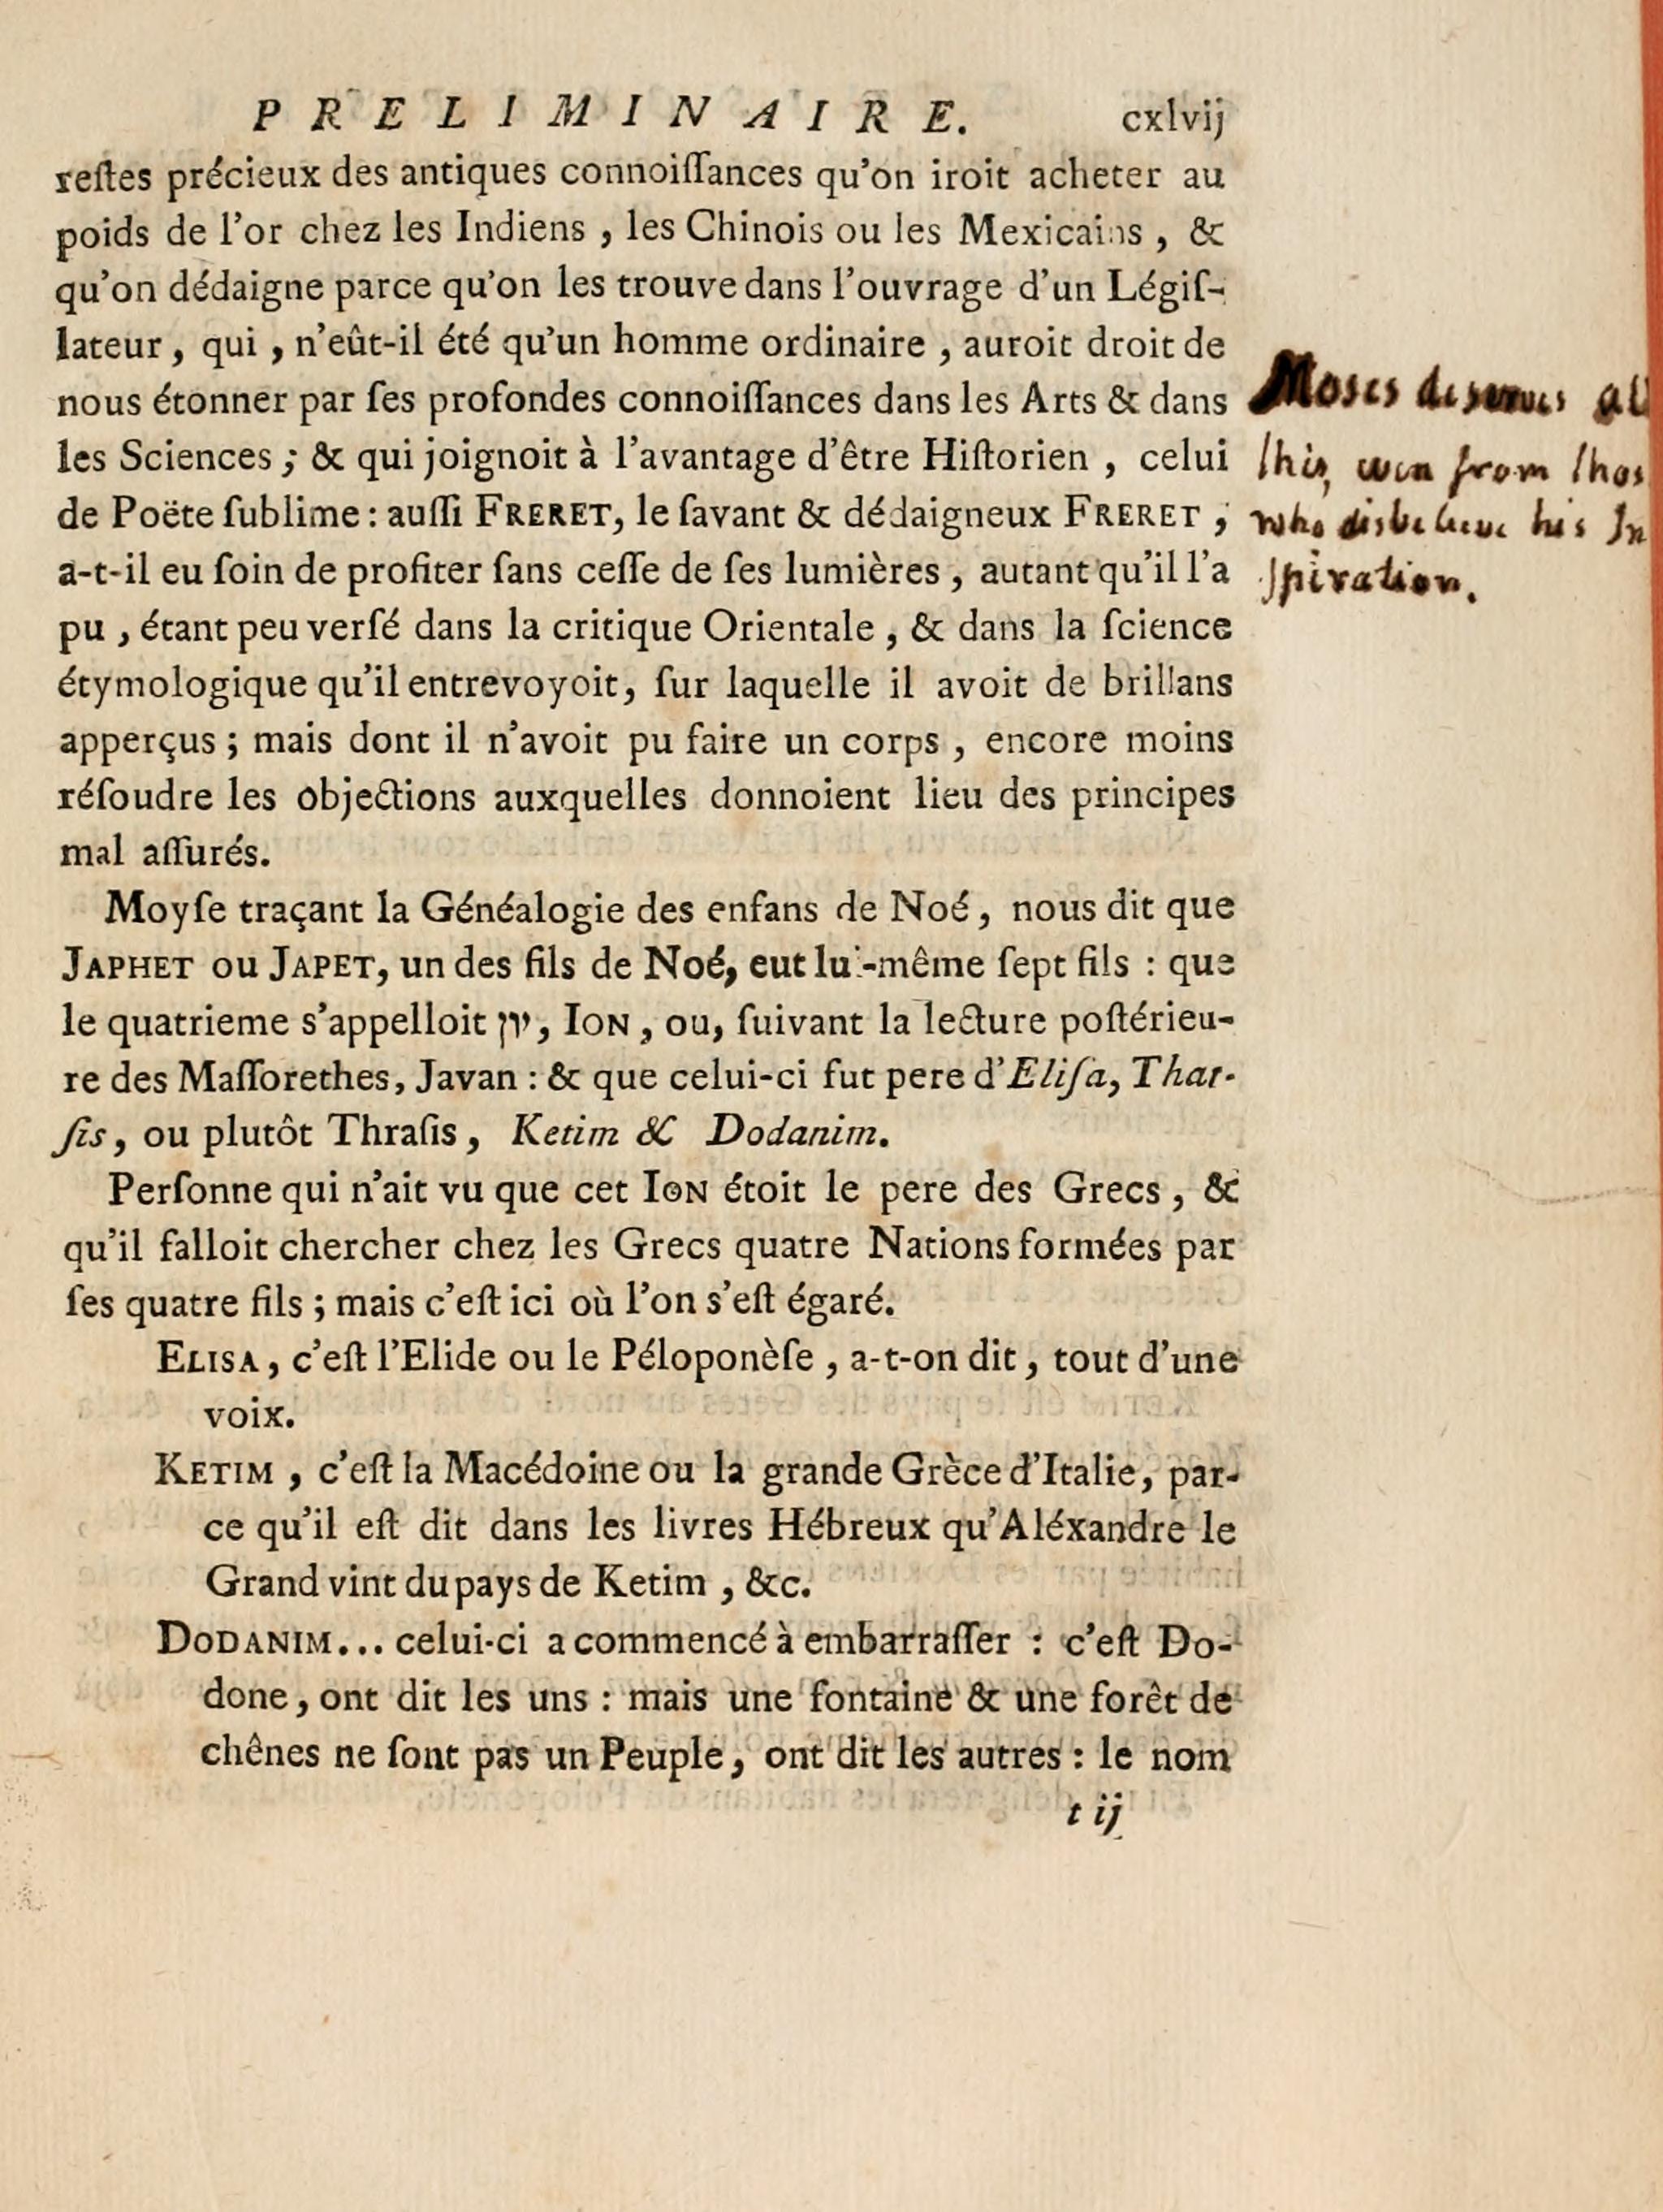 PRELIMINAIRE. cxlvij
reſtes précieux des antiques connoiſſances qu'on iroit acheter au
poids de l'or chez les Indiens, les Chinois ou les Mexicains, &
qu'on dédaigne parce qu'on les trouve dans l'ouvrage d'un Légiſ-
lateur, qui, n'eût-il été qu'un homme ordinaire, auroit droit de
nous étonner par ſes profondes connoiſſances dans les Arts & dans
les Sciences; & qui joignoit à l'avantage d'être Hiſtorien, celui
de Poëte ſublime: auſſi FRERET, le ſavant & dédaigneux FRERET,
a-t-il eu ſoin de profiter ſans ceſſe de ſes lumières, autant qu'il l'a
pu, étant peu verſé dans la critique Orientale, & dans la ſcience
étymologique qu'il entrevoyoit, ſur laquelle il avoit de brillans
apperçus; mais dont il n'avoit pu faire un corps, encore moins
réſoudre les objections auxquelles donnoient lieu des principes
mal aſſurés.
Moyſe traçant la Généalogie des enfans de Noé, nous dit que
JAPHET ou JAPET, un des fils de Noé, eut lui-même ſept fils : que
le quatrieme s'appelloit יון, ION, ou, ſuivant la lecture poſtérieu-
re des Maſſorethes, Javan : & que celui-ci fut pere d'Eliſa, Thar-
ſis, ou plutôt Thraſis, Ketim & Dodanim.
Perſonne qui n'ait vu que cet ION étoit le pere des Grecs, &
qu'il falloit chercher chez les Grecs quatre Nations formées par
ſes quatre fils; mais c'eſt ici où l'on s'eſt égaré.
ELISA, c'eſt l'Elide ou le Péloponèſe, a-t-on dit, tout d'une
voix.
KETIM, c'eſt la Macédoine ou la grande Grèce d'Italie, par-
ce qu'il eſt dit dans les livres Hébreux qu'Aléxandre le
Grand vint du pays de Ketim, &c.
DODANIM... celui-ci a commencé à embarraſſer : c'eſt Do-
done, ont dit les uns : mais une fontaine & une forêt de
chênes ne ſont pas un Peuple, ont dit les autres : le nom
t ij
Moses deserves all
this, even from thos
who disbelieve his In
spiration.